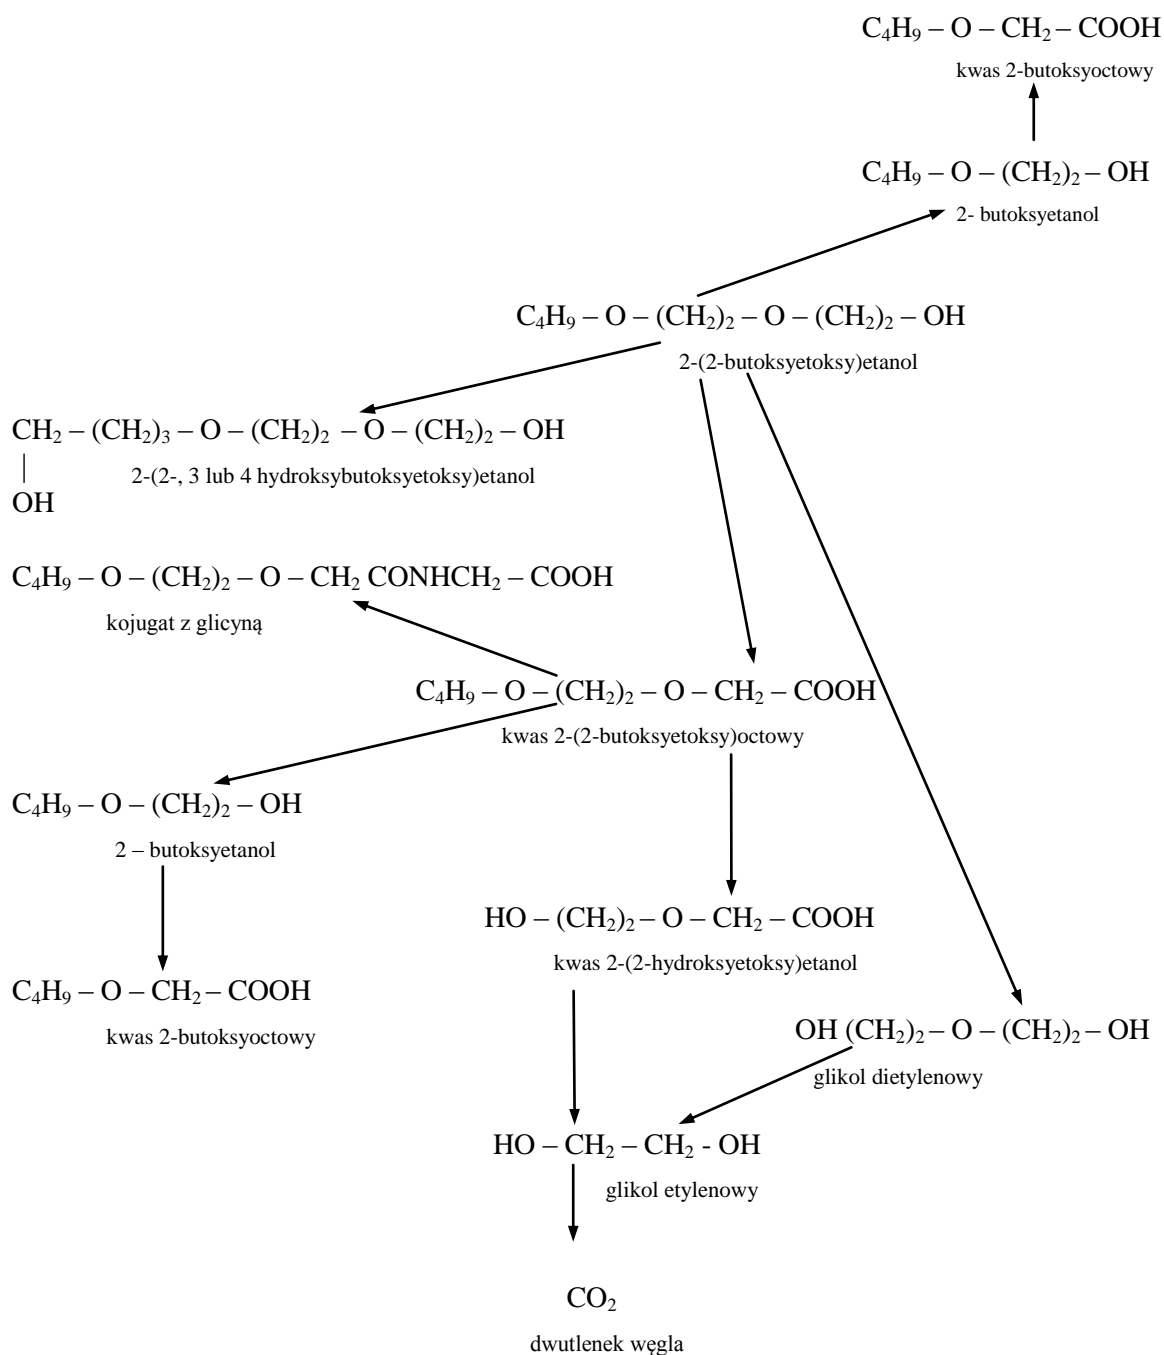 C₄H₉ – O – CH₂ – COOH
kwas 2-butoksyoctowy
C₄H₉ – O – (CH₂)₂ – OH
2- butoksyetanol
C₄H₉ – O – (CH₂)₂ – O – (CH₂)₂ – OH
2-(2-butoksyetoksy)etanol
CH₂ – (CH₂)₃ – O – (CH₂)₂ – O – (CH₂)₂ – OH
|
OH
2-(2-, 3 lub 4 hydroksybutoksyetoksy)etanol
C₄H₉ – O – (CH₂)₂ – O – CH₂ CONHCH₂ – COOH
kojugat z glicyną
C₄H₉ – O – (CH₂)₂ – O – CH₂ – COOH
kwas 2-(2-butoksyetoksy)octowy
C₄H₉ – O – (CH₂)₂ – OH
2 – butoksyetanol
HO – (CH₂)₂ – O – CH₂ – COOH
kwas 2-(2-hydroksyetoksy)etanol
C₄H₉ – O – CH₂ – COOH
kwas 2-butoksyoctowy
OH (CH₂)₂ – O – (CH₂)₂ – OH
glikol dietylenowy
HO – CH₂ – CH₂ - OH
glikol etylenowy
CO₂
dwutlenek węgla